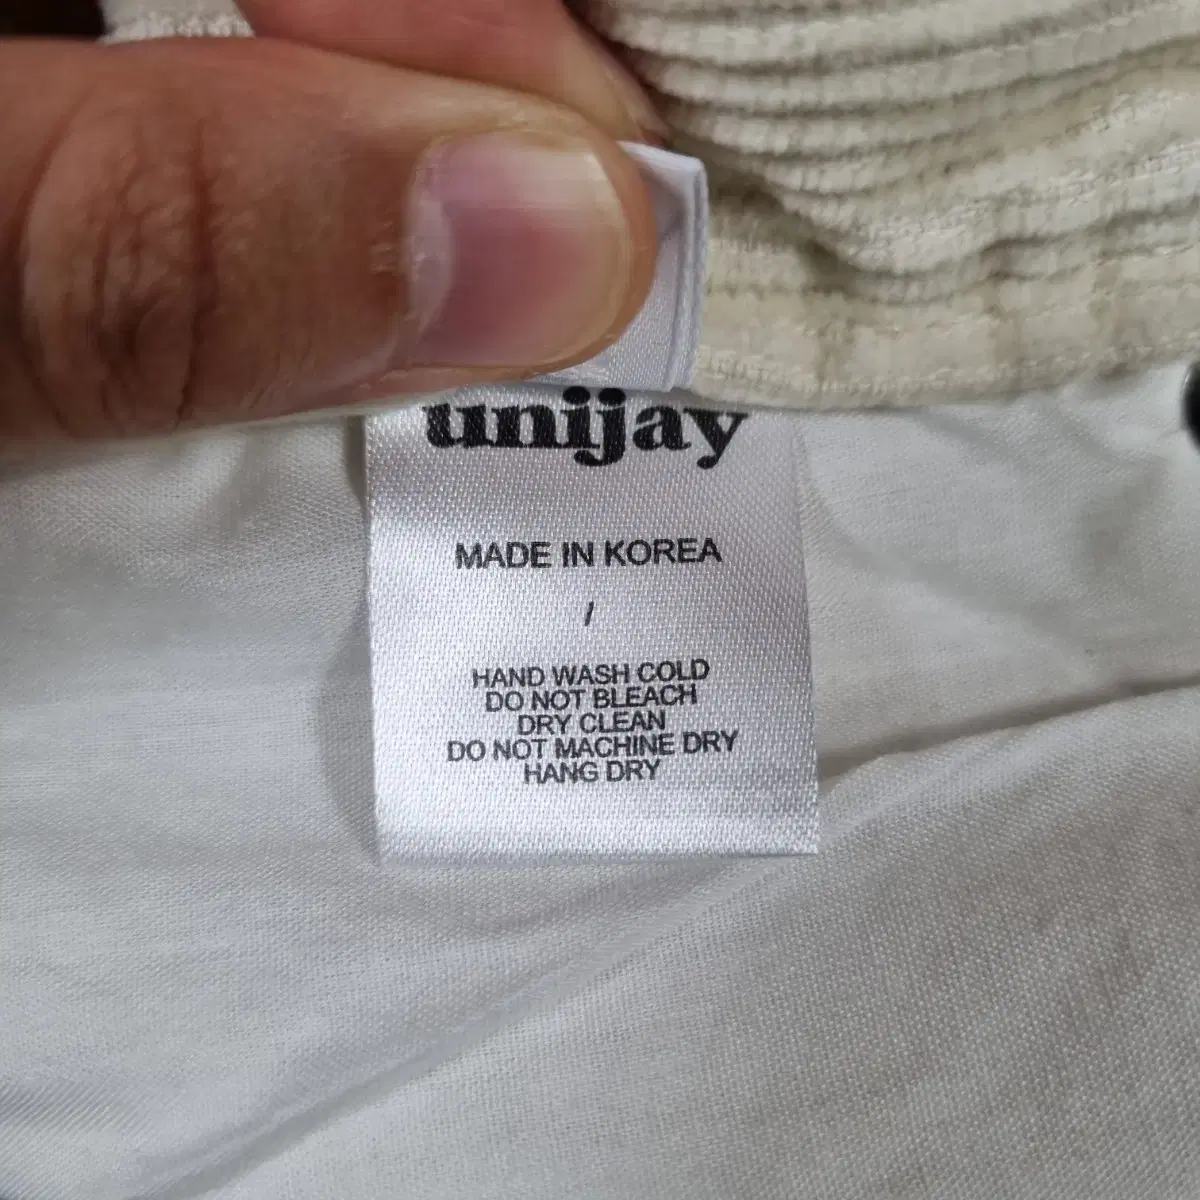 unijay
MADE IN KOREA
/
HAND WASH COLD
DO NOT BLEACH
DRY CLEAN
DO NOT MACHINE DRY
HANG DRY